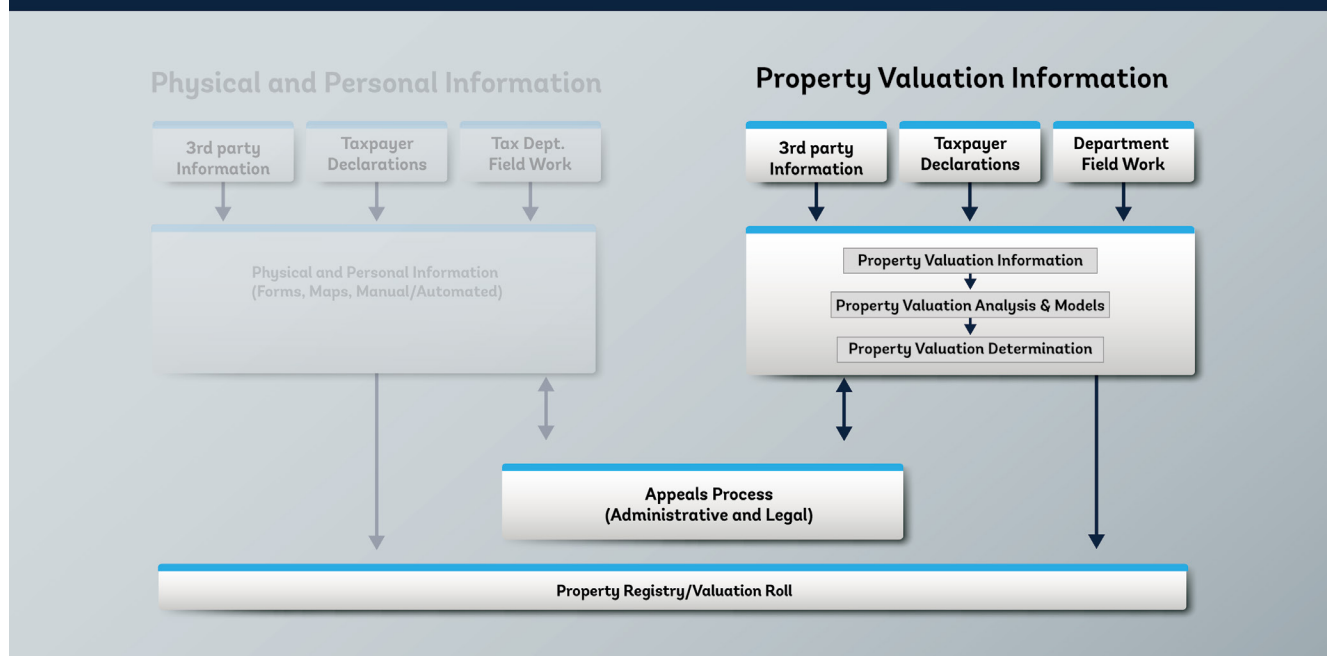 Physical and Personal Information
3rd party
Information
Taxpayer
Declarations
Tax Dept.
Field Work
Physical and Personal Information
(Forms, Maps, Manual/Automated)
Property Valuation Information
3rd party
Information
Taxpayer
Declarations
Department
Field Work
Property Valuation Information
Property Valuation Analysis & Models
Property Valuation Determination
Appeals Process
(Administrative and Legal)
Property Registry/Valuation Roll